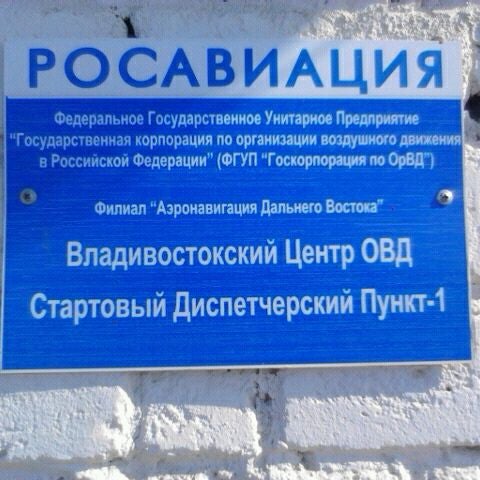 РОСАВИАЦИЯ
Федеральное Государственное Унитарное Предприятие
"Государственная корпорация по организации воздушного движения
в Российской Федерации" (ФГУП "Госкорпорация по ОрВД")
Филиал "Аэронавигация Дальнего Востока"
Владивостокский Центр ОВД
Стартовый Диспетчерский Пункт-1